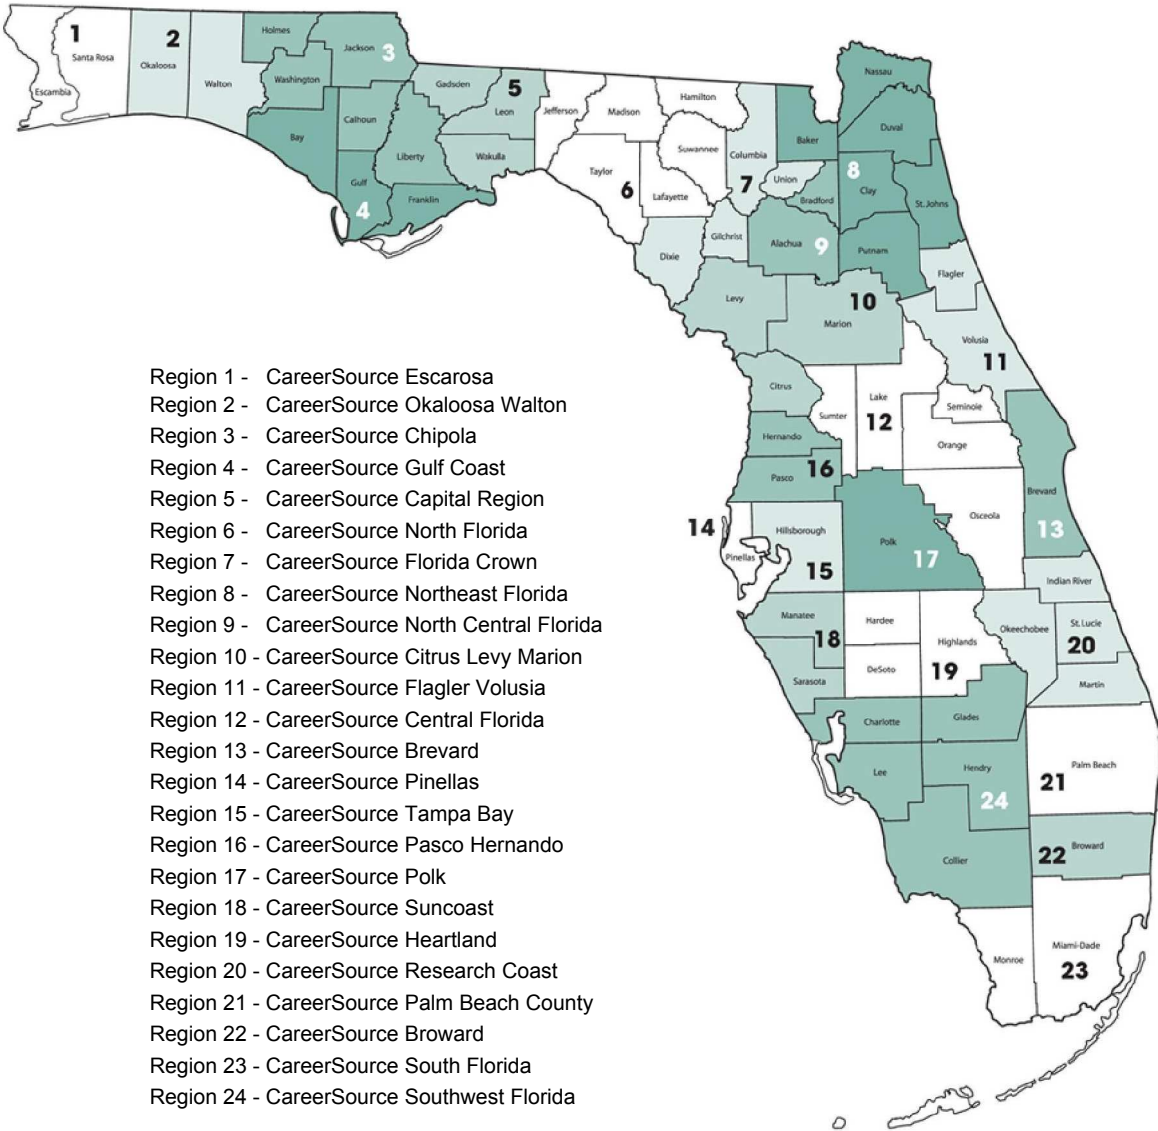 1
Santa Rosa
Escambia
2
Okaloosa
Walton
Holmes
Jackson
3
Washington
Bay
Calhoun
Gulf
4
Liberty
Franklin
Gadsden
5
Leon
Wakulla
Jefferson
Madison
Hamilton
Suwannee
Taylor
6
Lafayette
Columbia
7
Union
Gilchrist
Dixie
Nassau
Baker
Duval
8
Clay
St. Johns
Putnam
Bradford
Alachua
9
Levy
10
Marion
Citrus
Flagler
Volusia
11
Sumter
Lake
12
Seminole
Orange
Osceola
Hernando
16
Pasco
Brevard
13
14
Pinellas
Hillsborough
15
Polk
17
Indian River
Okeechobee
St. Lucie
20
Martin
Manatee
18
Sarasota
Hardee
DeSoto
Highlands
19
Charlotte
Glades
Lee
Hendry
24
Collier
21
Palm Beach
22
Broward
Monroe
Miami-Dade
23
Region 1 - CareerSource Escarosa
Region 2 - CareerSource Okaloosa Walton
Region 3 - CareerSource Chipola
Region 4 - CareerSource Gulf Coast
Region 5 - CareerSource Capital Region
Region 6 - CareerSource North Florida
Region 7 - CareerSource Florida Crown
Region 8 - CareerSource Northeast Florida
Region 9 - CareerSource North Central Florida
Region 10 - CareerSource Citrus Levy Marion
Region 11 - CareerSource Flagler Volusia
Region 12 - CareerSource Central Florida
Region 13 - CareerSource Brevard
Region 14 - CareerSource Pinellas
Region 15 - CareerSource Tampa Bay
Region 16 - CareerSource Pasco Hernando
Region 17 - CareerSource Polk
Region 18 - CareerSource Suncoast
Region 19 - CareerSource Heartland
Region 20 - CareerSource Research Coast
Region 21 - CareerSource Palm Beach County
Region 22 - CareerSource Broward
Region 23 - CareerSource South Florida
Region 24 - CareerSource Southwest Florida